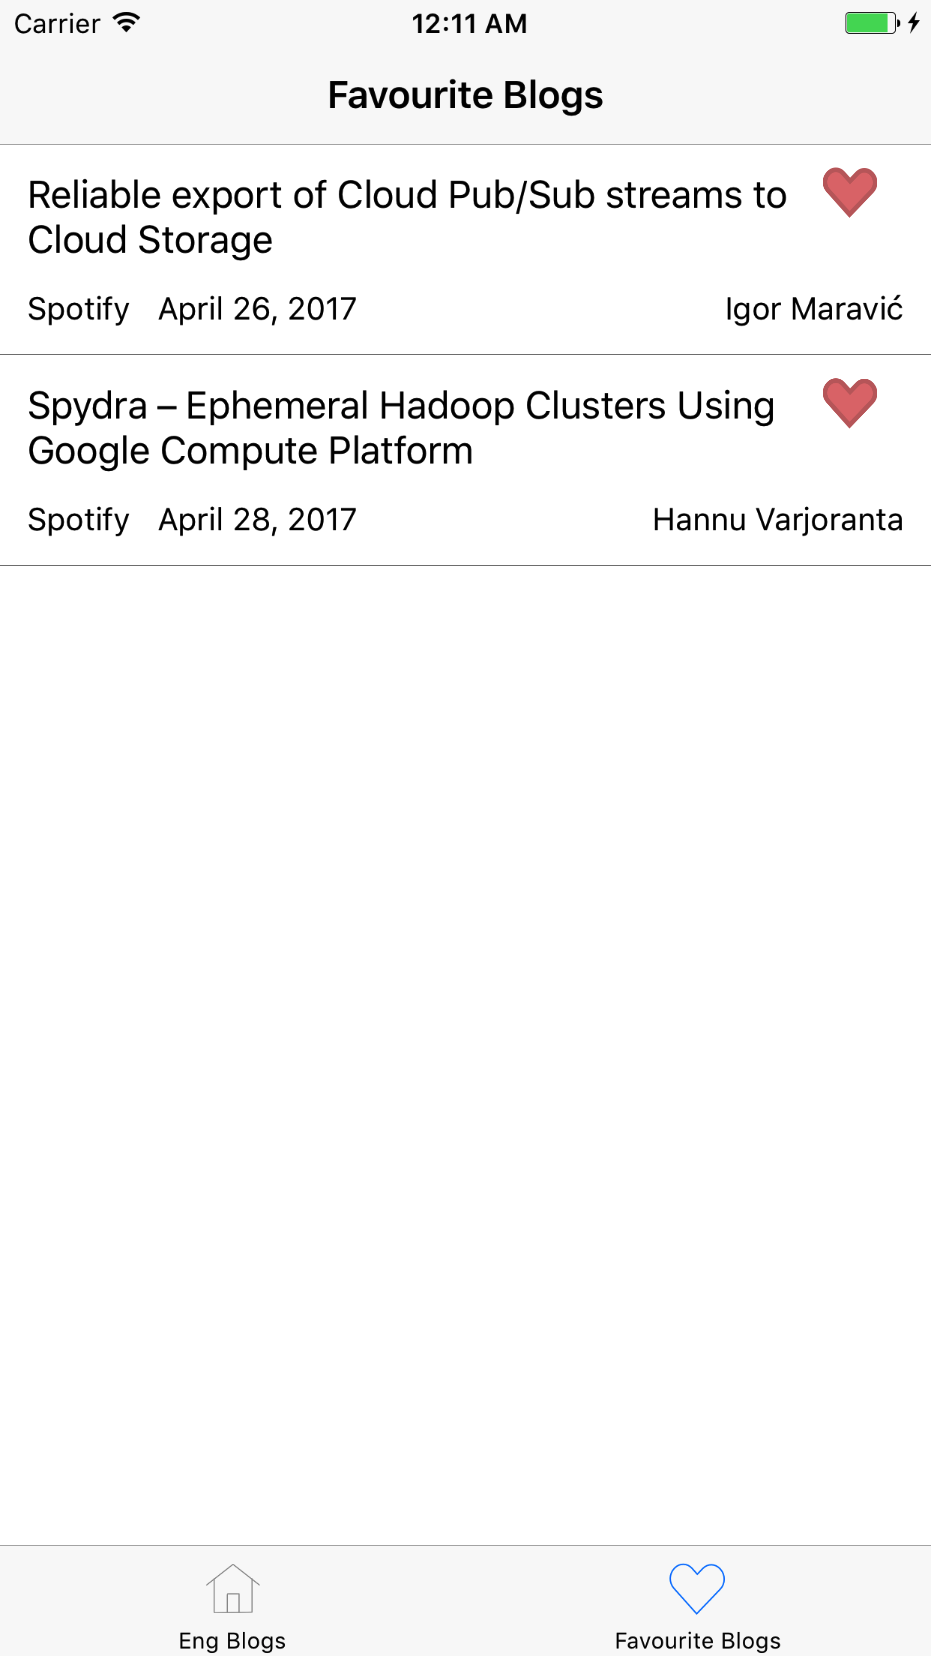 Carrier 12:11 AM
Favourite Blogs
Reliable export of Cloud Pub/Sub streams to
Cloud Storage
Spotify April 26, 2017 Igor Maravić
Spydra – Ephemeral Hadoop Clusters Using
Google Compute Platform
Spotify April 28, 2017 Hannu Varjoranta
Eng Blogs Favourite Blogs